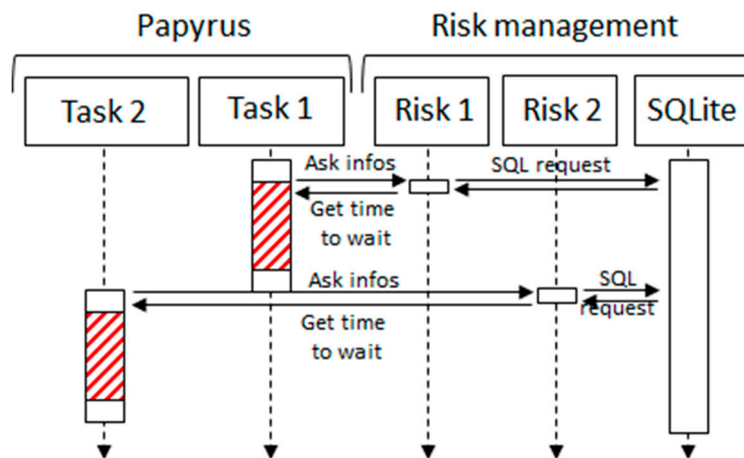 Papyrus
Risk management
Task 2
Task 1
Risk 1
Risk 2
SQLite
Ask infos
SQL request
Get time
to wait
Ask infos
SQL
request
Get time
to wait